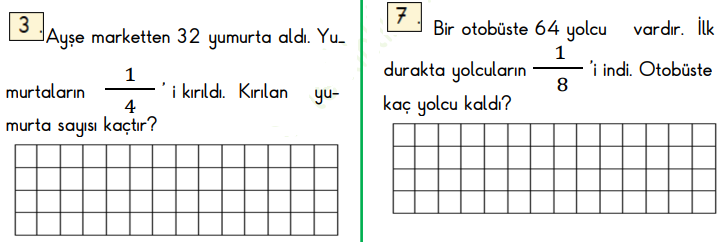 3 .
Ayşe marketten 32 yumurta aldı. Yu-
murtaların 1/4 ' i kırıldı. Kırılan yu-
murta sayısı kaçtır?
7 .
Bir otobüste 64 yolcu vardır. İlk
durakta yolcuların 1/8 'i indi. Otobüste
kaç yolcu kaldı?